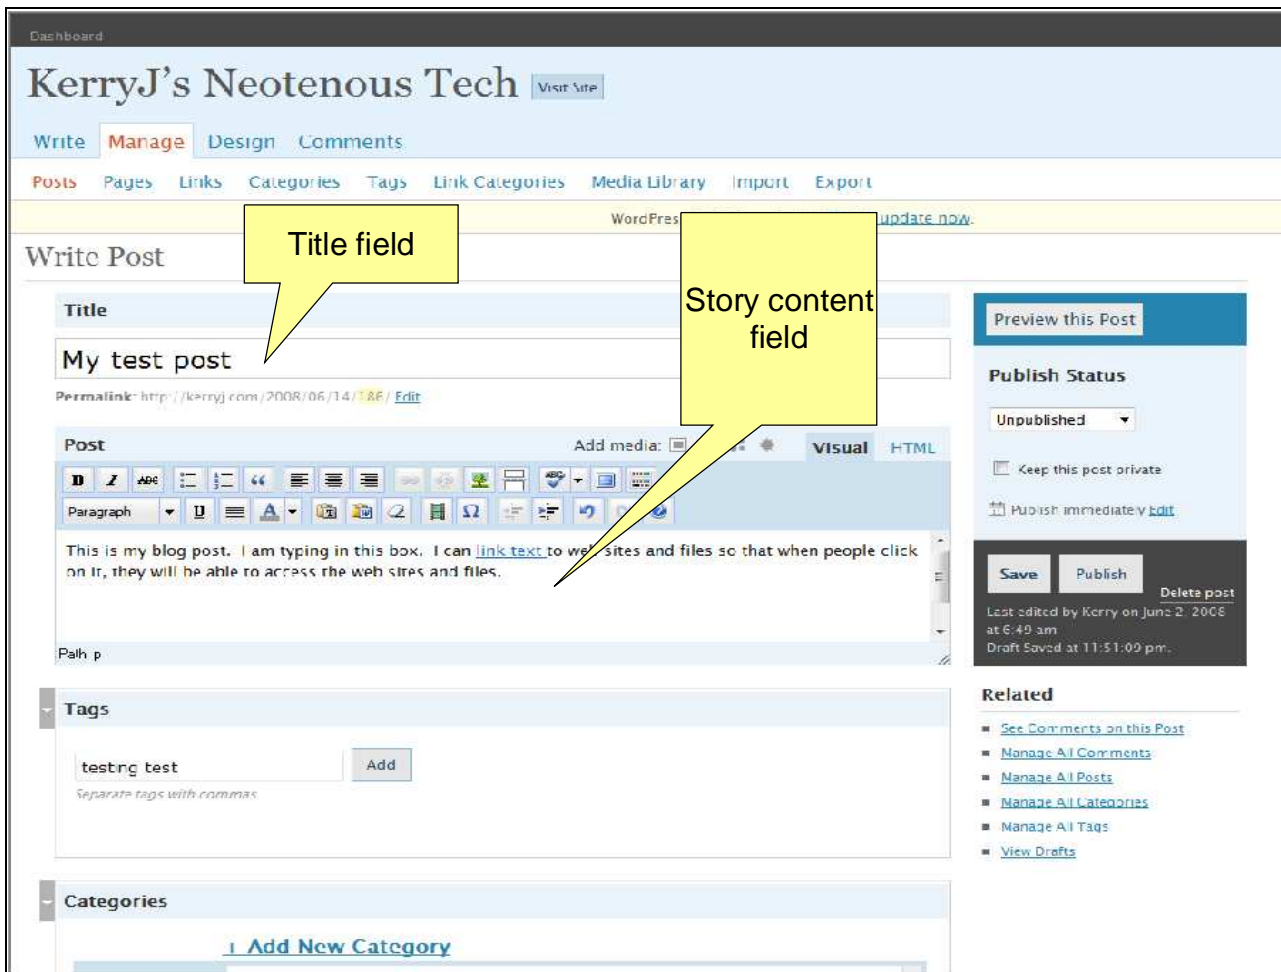 Dashboard
KerryJ's Neotenous Tech Visit Site
Write Manage Design Comments
Posts Pages Links Categories Tags Link Categories Media Library Import Export
update now.
Title field
Story content
field
Write Post
Title
My test post
Permalink: http://kerryj.com/2008/06/14/186/ Edit
Post Add media: Visual HTML
Paragraph
This is my blog post. I am typing in this box. I can link text to web sites and files so that when people click
on it, they will be able to access the web sites and files.
Path: p
Tags
testing test Add
Separate tags with commas
Categories
+ Add New Category
Preview this Post
Publish Status
Unpublished
Keep this post private
Publish immediately Edit
Save Publish
Delete post
Last edited by Kerry on June 2, 2008
at 6:49 am
Draft Saved at 11:51:09 pm.
Related
See Comments on this Post
Manage All Comments
Manage All Posts
Manage All Categories
Manage All Tags
View Drafts